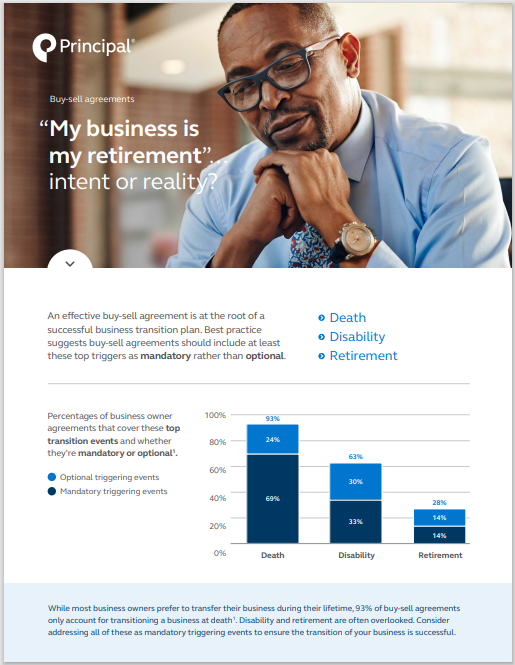 Principal®
Buy-sell agreements
“My business is
my retirement”...
intent or reality?
An effective buy-sell agreement is at the root of a
successful business transition plan. Best practice
suggests buy-sell agreements should include at least
these top triggers as mandatory rather than optional.
Death
Disability
Retirement
Percentages of business owner
agreements that cover these top
transition events and whether
they’re mandatory or optional¹.
Optional triggering events
Mandatory triggering events
100%
80%
60%
40%
20%
0%
93%
24%
69%
Death
63%
30%
33%
Disability
28%
14%
14%
Retirement
While most business owners prefer to transfer their business during their lifetime, 93% of buy-sell agreements
only account for transitioning a business at death¹. Disability and retirement are often overlooked. Consider
addressing all of these as mandatory triggering events to ensure the transition of your business is successful.